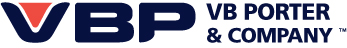 VBP
VB PORTER
& COMPANY ™